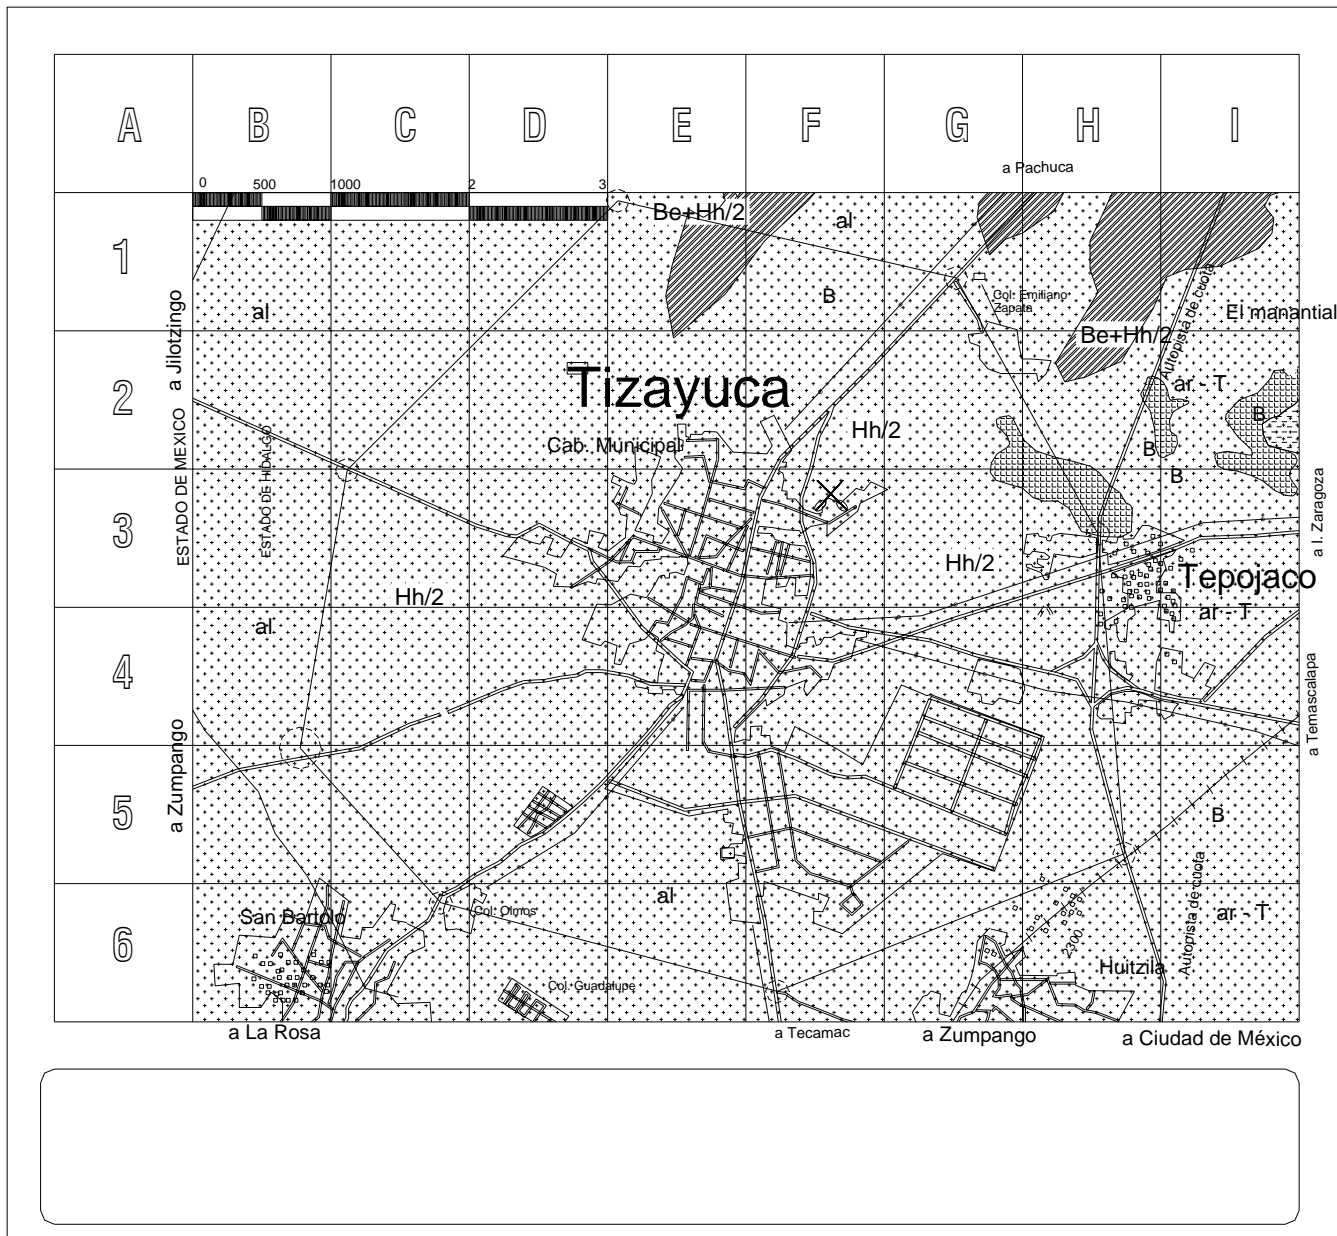 A B C D E F G H I
a Pachuca
0 500 1000 2 3
Be+Hh/2
al
1
B
Col: Emiliano
Zapata
al
El manantial
Be+Hh/2
Autopista de cuota
a Jilotzingo
ESTADO DE MEXICO
ESTADO DE HIDALGO
2
Tizayuca
ar - T
B
Hh/2
Cab. Municipal
B
B
3
a I. Zaragoza
Hh/2
Tepojaco
Hh/2
ar - T
al
4
a Temascalapa
a Zumpango
5
B
al
Autopista de cuota
ar - T
San Bartolo
Col. Olmos
6
2300
Huitzila
Col. Guadalupe
a La Rosa
a Tecamac
a Zumpango
a Ciudad de México